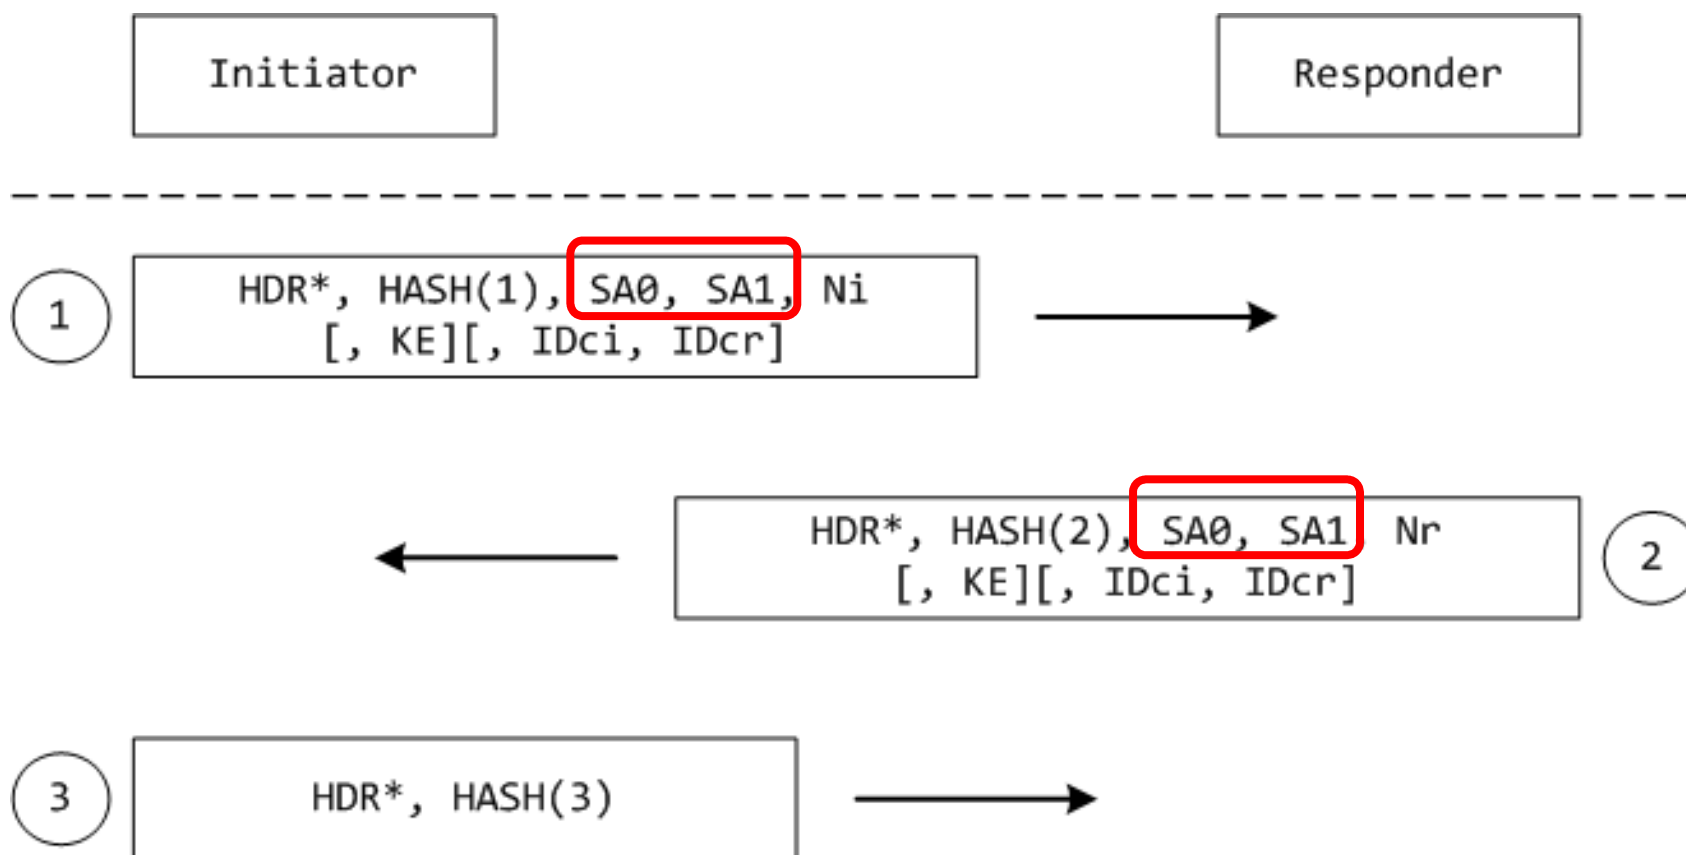 Initiator
Responder
1
HDR*, HASH(1), SA0, SA1, Ni
[, KE][, IDci, IDcr]
HDR*, HASH(2), SA0, SA1 Nr
[, KE][, IDci, IDcr]
2
3
HDR*, HASH(3)